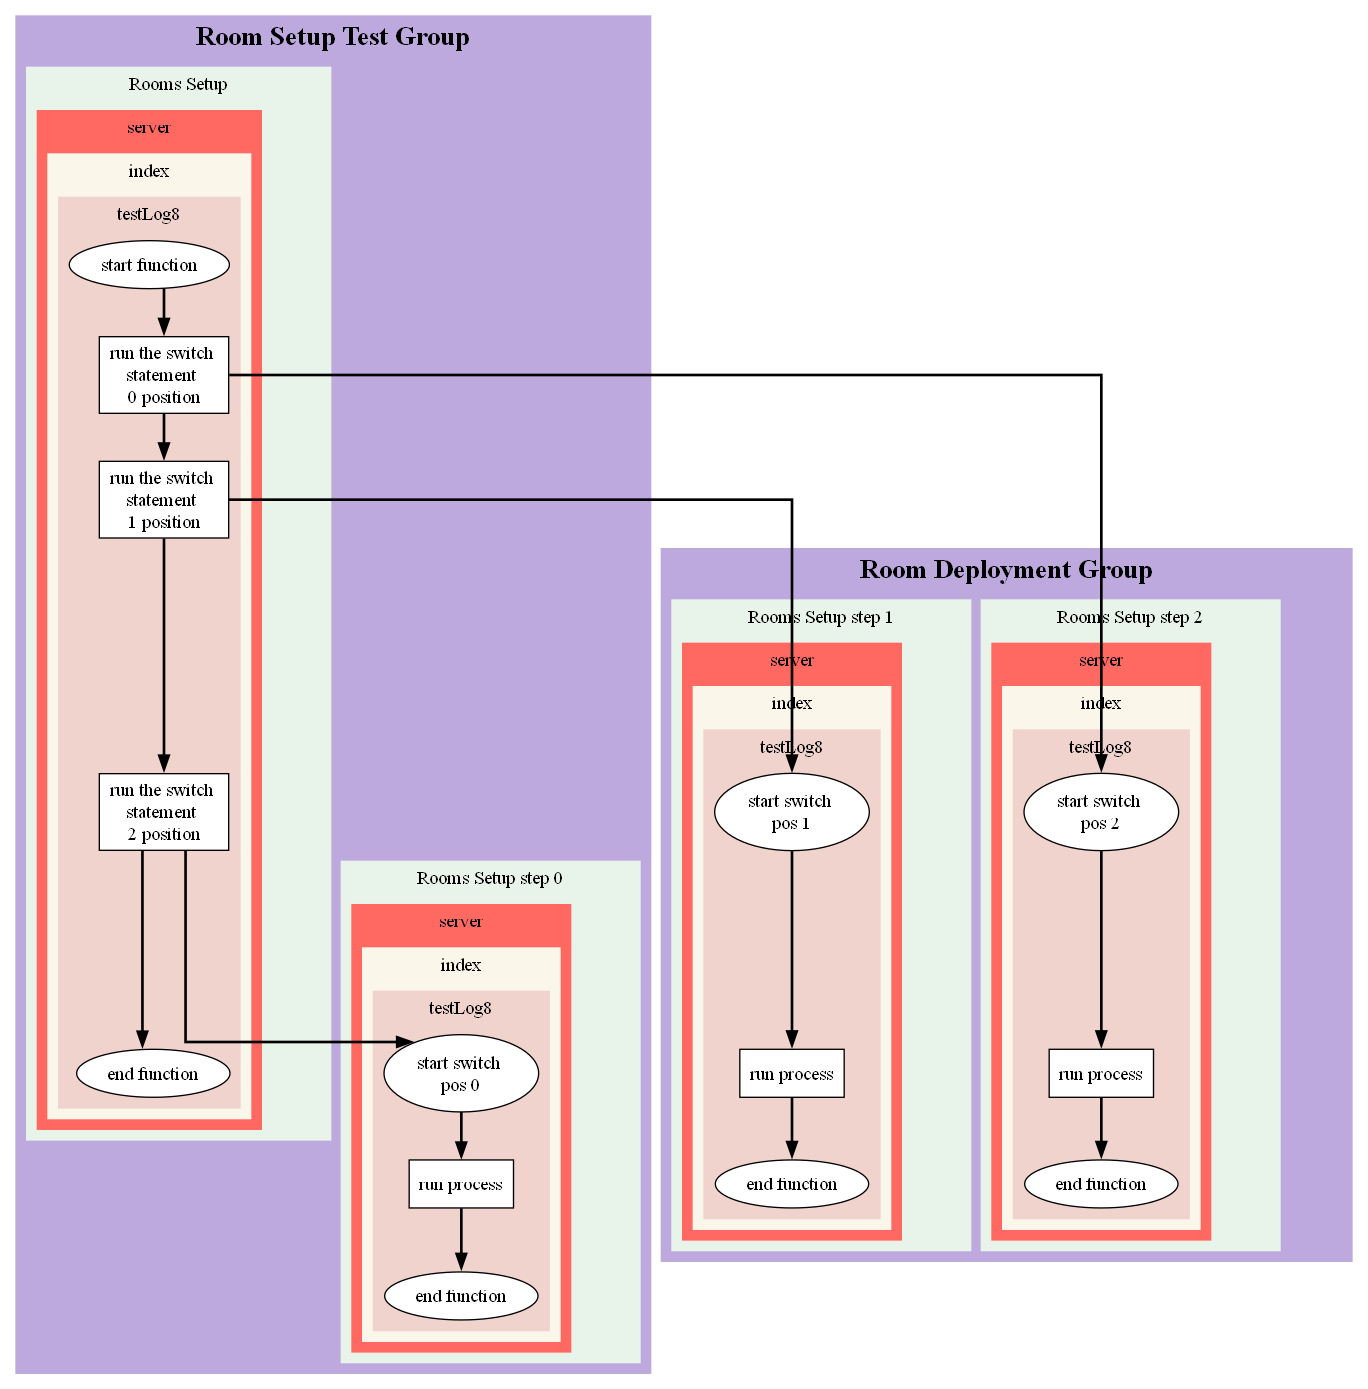 Room Setup Test Group
Rooms Setup
server
index
testLog8
start function
run the switch
statement
0 position
run the switch
statement
1 position
run the switch
statement
2 position
end function
Rooms Setup step 0
server
index
testLog8
start switch
pos 0
run process
end function
Room Deployment Group
Rooms Setup step 1
server
index
testLog8
start switch
pos 1
run process
end function
Rooms Setup step 2
server
index
testLog8
start switch
pos 2
run process
end function